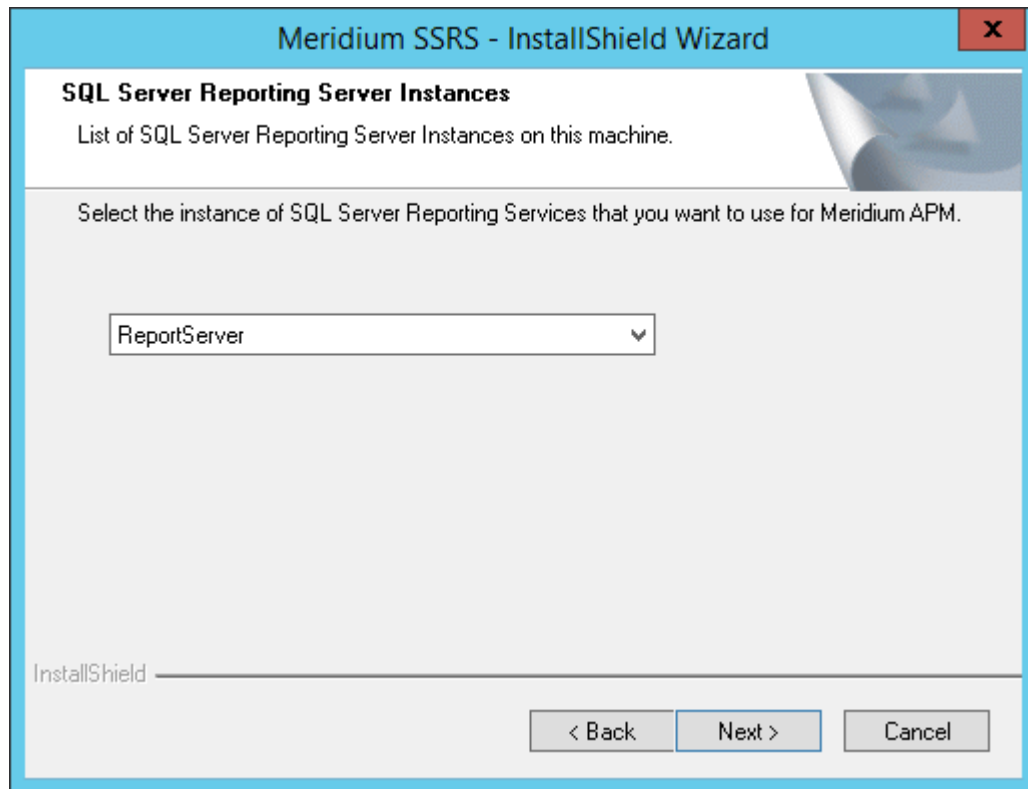 Meridium SSRS - InstallShield Wizard
x
SQL Server Reporting Server Instances
List of SQL Server Reporting Server Instances on this machine.
Select the instance of SQL Server Reporting Services that you want to use for Meridium APM.
ReportServer
InstallShield
< Back Next > Cancel